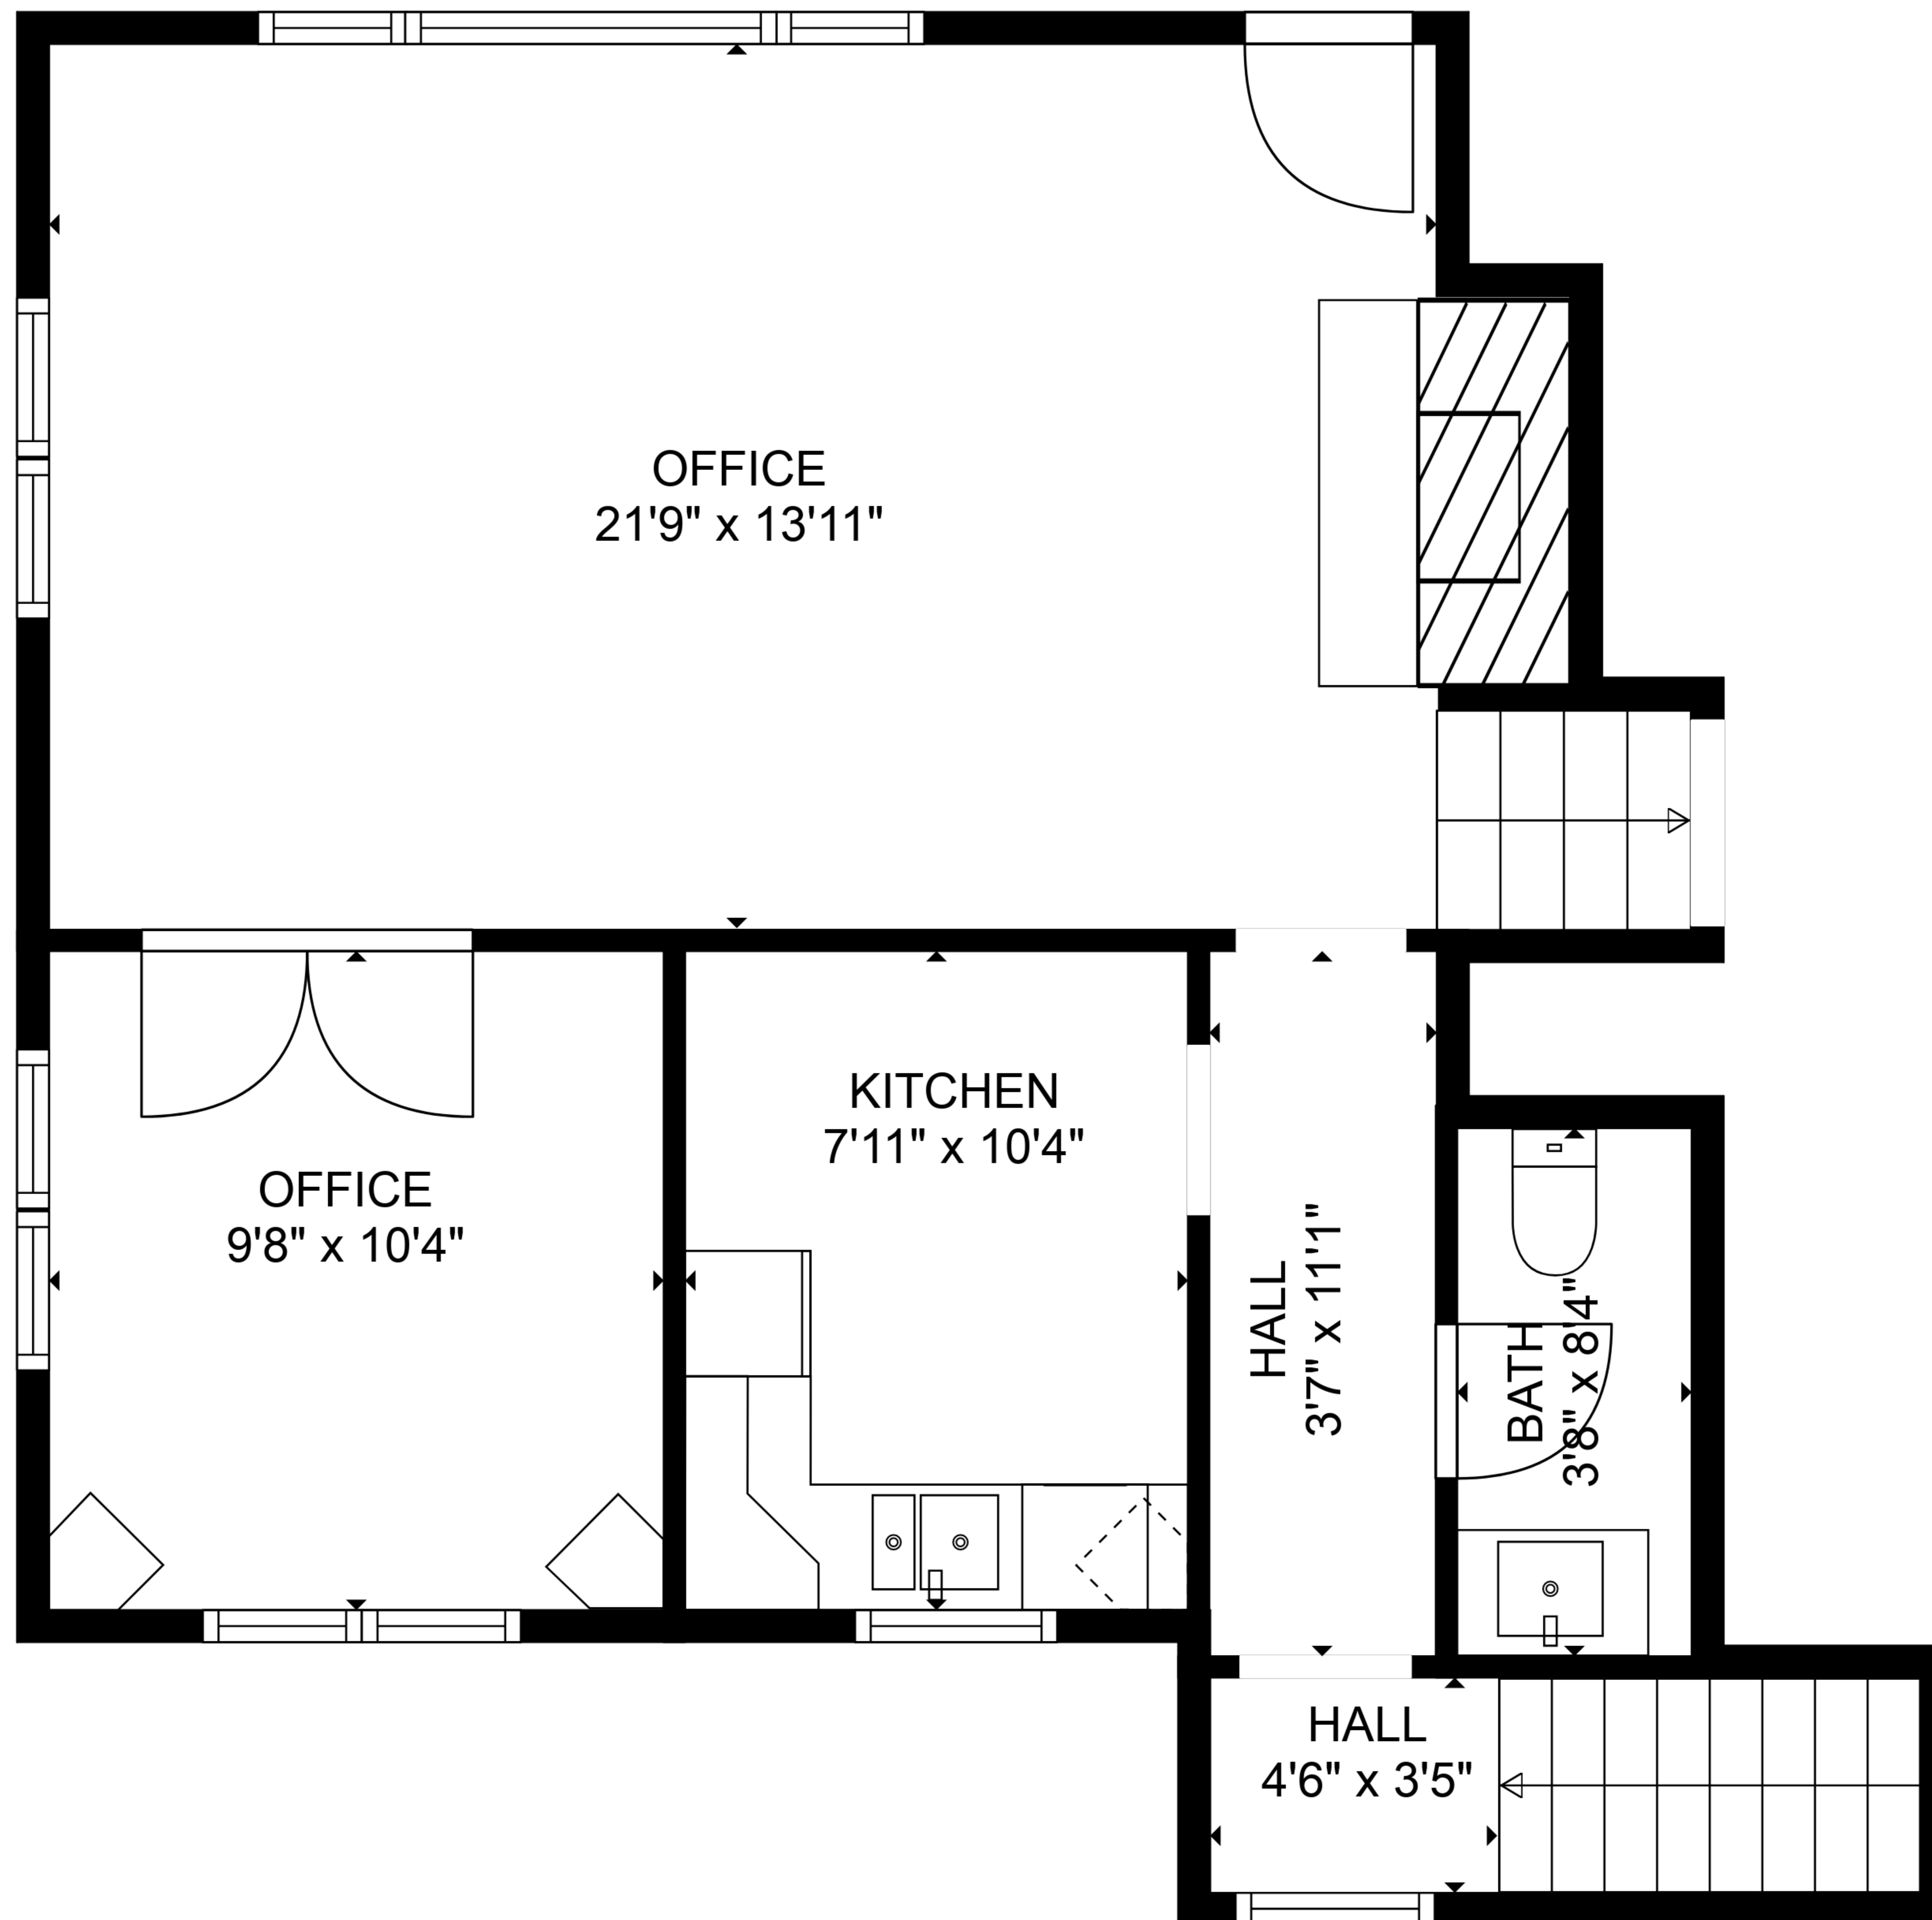 OFFICE
21'9" x 13'11"
KITCHEN
7'11" x 10'4"
OFFICE
9'8" x 10'4"
HALL
3'7" x 11'1"
BATH
3'8" x 8'4"
HALL
4'6" x 3'5"